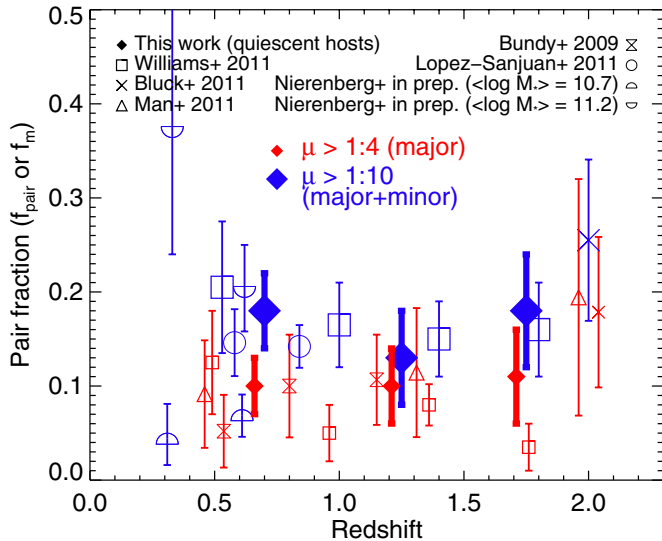 0.5
0.4
0.3
0.2
0.1
0.0
Pair fraction (f_pair or f_m)
This work (quiescent hosts)
Williams+ 2011
Bluck+ 2011
Man+ 2011
Bundy+ 2009
Lopez-Sanjuan+ 2011
Nierenberg+ in prep. (<log M*> = 10.7)
Nierenberg+ in prep. (<log M*> = 11.2)
μ > 1:4 (major)
μ > 1:10
(major+minor)
0.0 0.5 1.0 1.5 2.0
Redshift